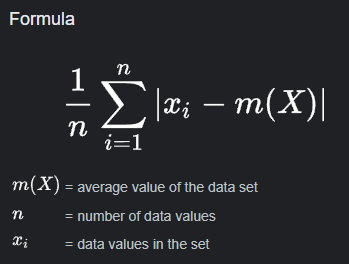 Formula
1/n ∑_{i=1}^{n} |x_i − m(X)|
m(X) = average value of the data set
n = number of data values
x_i = data values in the set